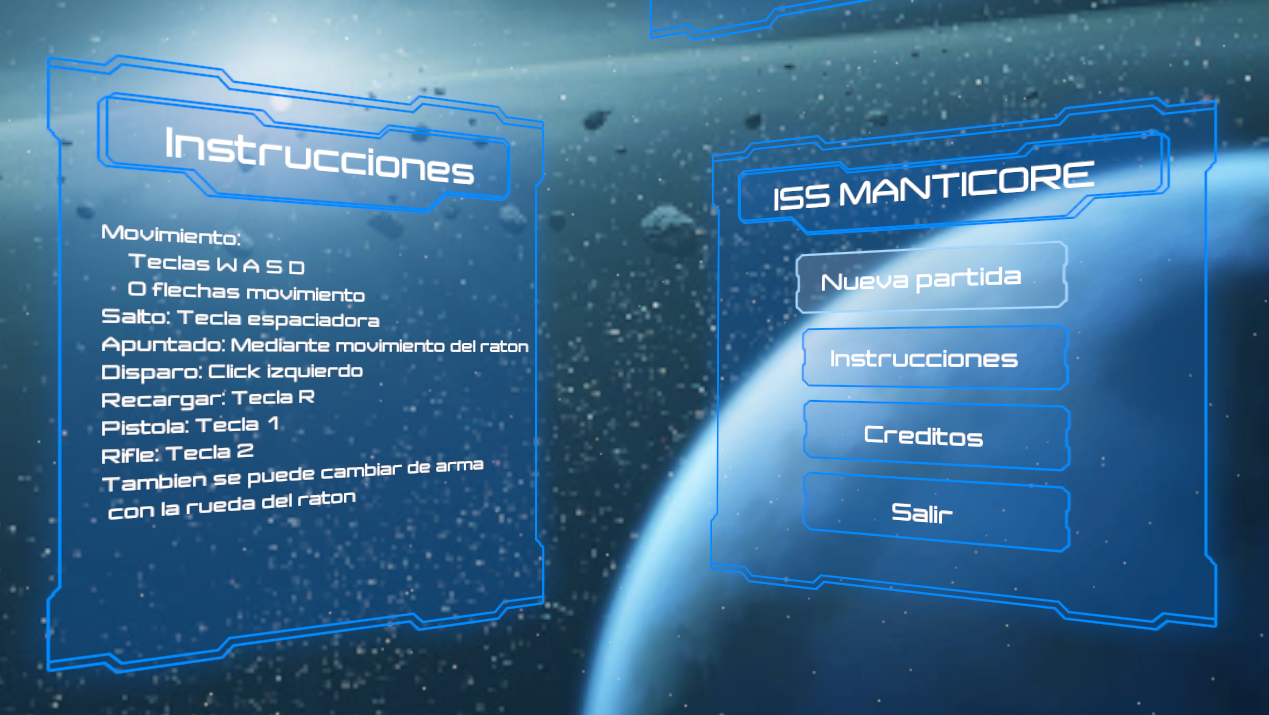 Instrucciones
Movimiento:
Teclas W A S D
O flechas movimiento
Salto: Tecla espaciadora
Apuntado: Mediante movimiento del raton
Disparo: Click izquierdo
Recargar: Tecla R
Pistola: Tecla 1
Rifle: Tecla 2
Tambien se puede cambiar de arma
con la rueda del raton
ISS MANTICORE
Nueva partida
Instrucciones
Creditos
Salir